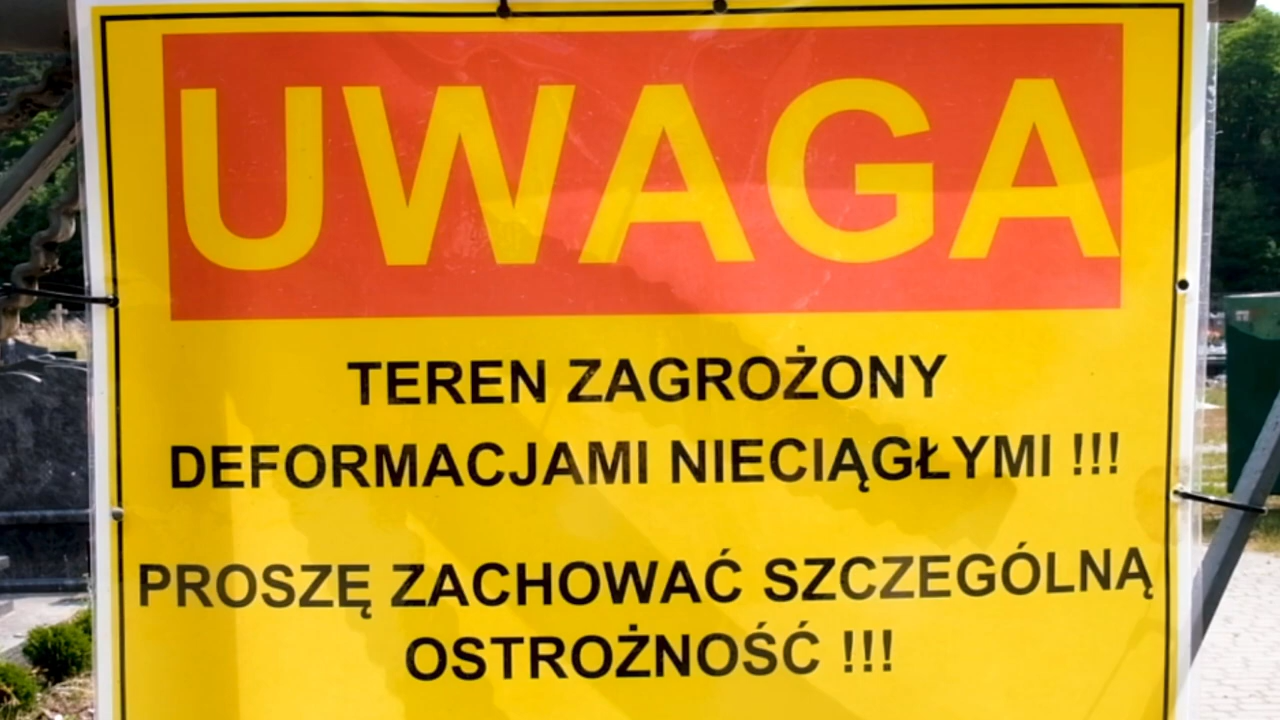 UWAGA
TEREN ZAGROŻONY
DEFORMACJAMI NIECIĄGŁYMI !!!
PROSZĘ ZACHOWAĆ SZCZEGÓLNĄ
OSTROŻNOŚĆ !!!